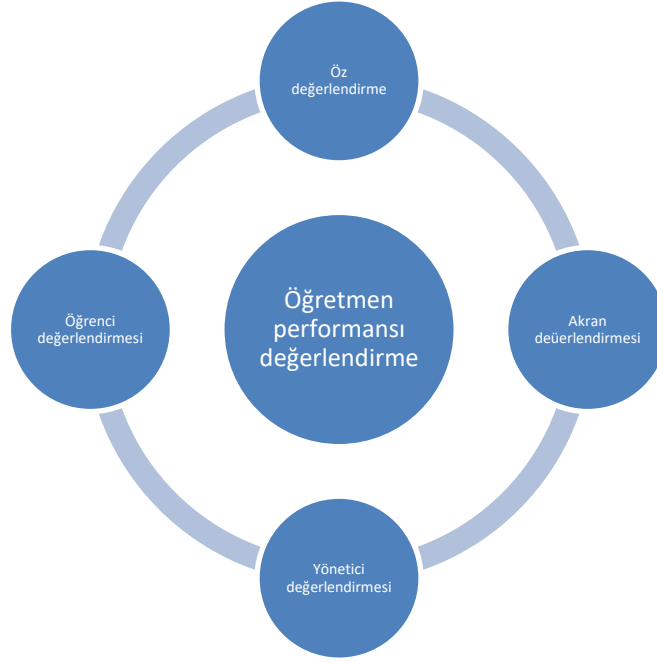 Öz
değerlendirme
Öğrenci
değerlendirmesi
Öğretmen
performansı
değerlendirme
Akran
deüerlendirmesi
Yönetici
değerlendirmesi